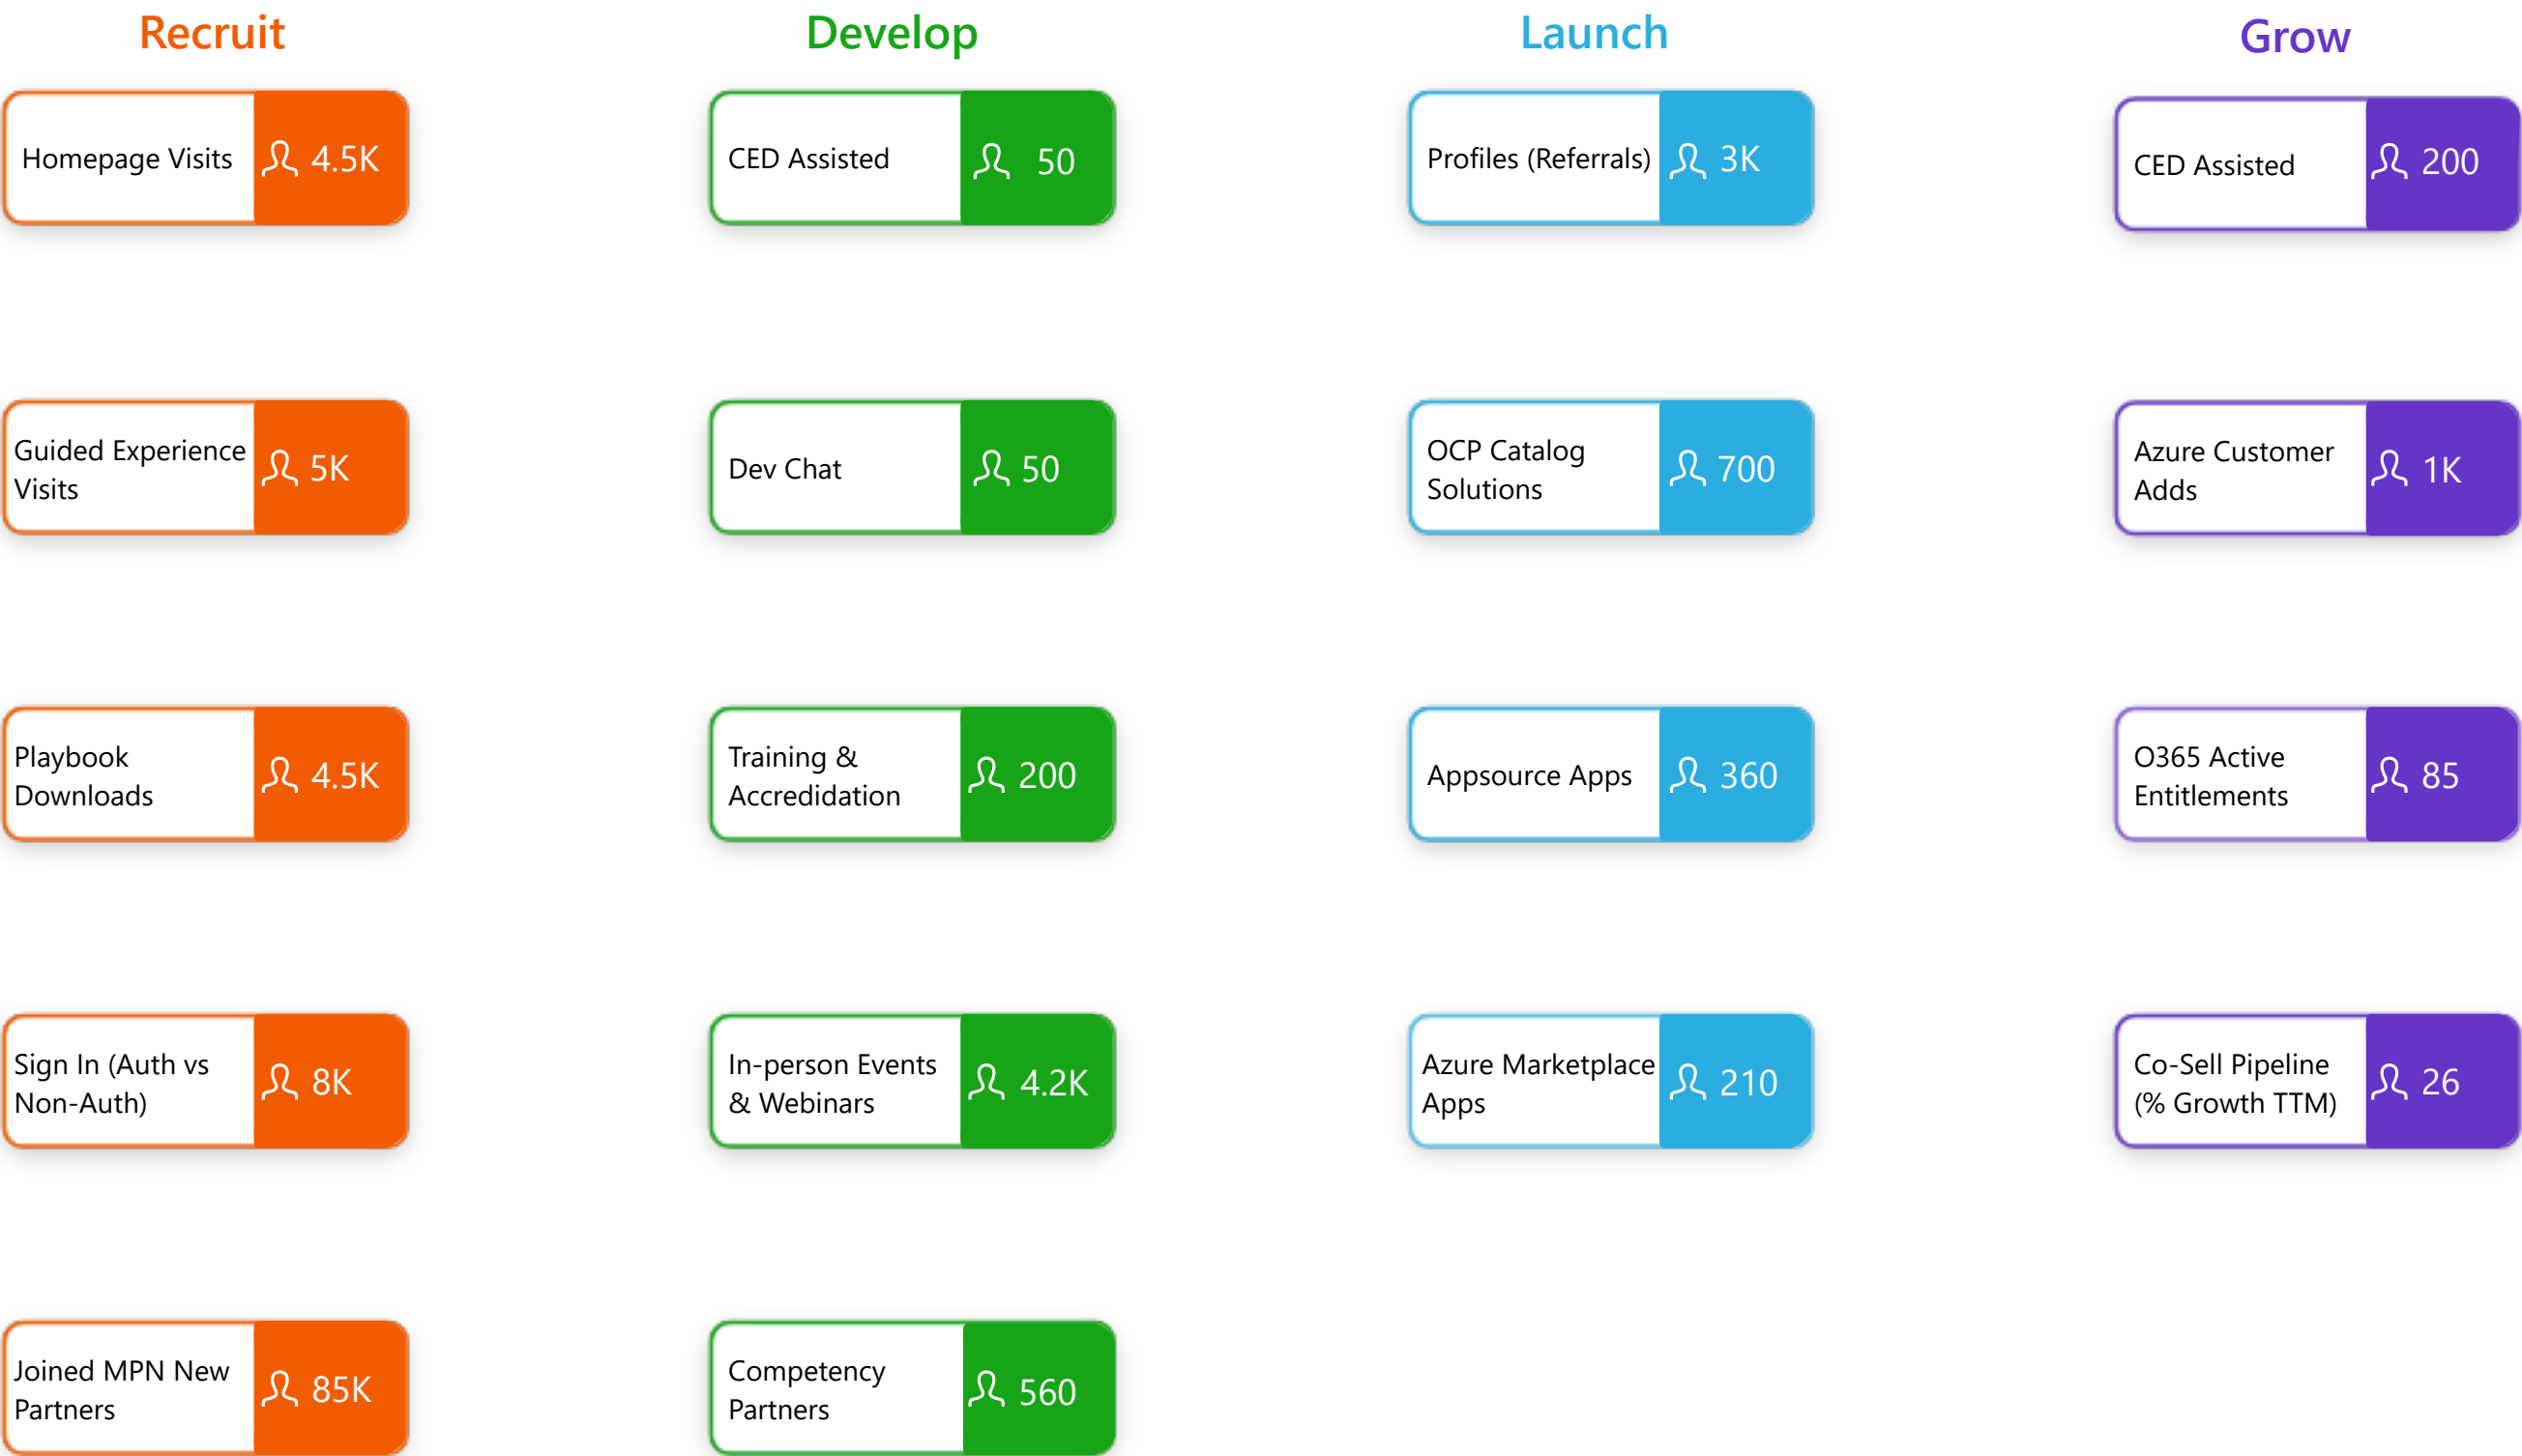 Recruit
Develop
Launch
Grow
Homepage Visits
4.5K
CED Assisted
50
Profiles (Referrals)
3K
CED Assisted
200
Guided Experience
Visits
5K
Dev Chat
50
OCP Catalog
Solutions
700
Azure Customer
Adds
1K
Playbook
Downloads
4.5K
Training &
Accredidation
200
Appsource Apps
360
O365 Active
Entitlements
85
Sign In (Auth vs
Non-Auth)
8K
In-person Events
& Webinars
4.2K
Azure Marketplace
Apps
210
Co-Sell Pipeline
(% Growth TTM)
26
Joined MPN New
Partners
85K
Competency
Partners
560